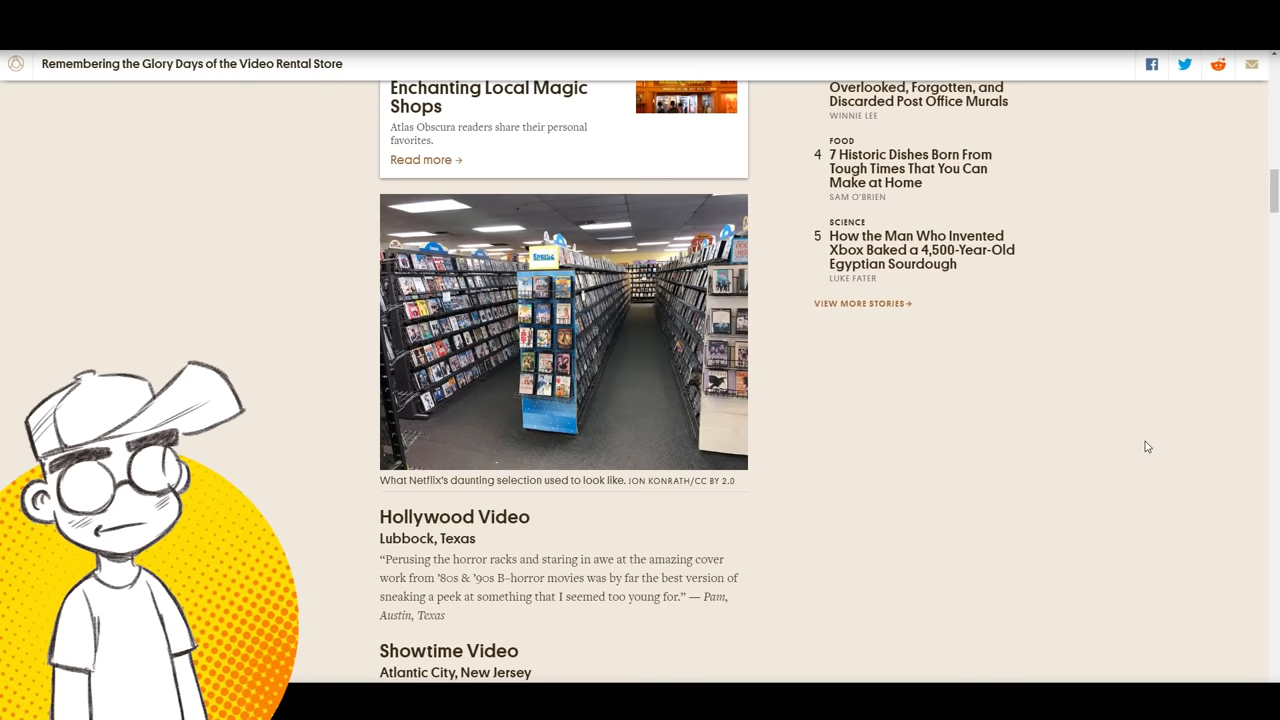 Remembering the Glory Days of the Video Rental Store
Enchanting Local Magic
Shops
Atlas Obscura readers share their personal
favorites.
Read more →
SPRING
What Netflix's daunting selection used to look like. JON KONRATH/CC BY 2.0
Hollywood Video
Lubbock, Texas
“Perusing the horror racks and staring in awe at the amazing cover
work from ’80s & ’90s B-horror movies was by far the best version of
sneaking a peek at something that I seemed too young for.” — Pam,
Austin, Texas
Showtime Video
Atlantic City, New Jersey
Overlooked, Forgotten, and
Discarded Post Office Murals
WINNIE LEE
FOOD
4 7 Historic Dishes Born From
Tough Times That You Can
Make at Home
SAM O'BRIEN
SCIENCE
5 How the Man Who Invented
Xbox Baked a 4,500-Year-Old
Egyptian Sourdough
LUKE FATER
VIEW MORE STORIES →